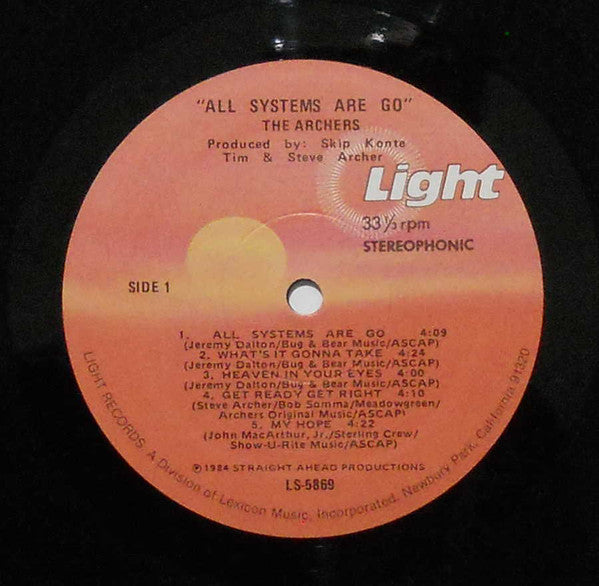 "ALL SYSTEMS ARE GO"
THE ARCHERS
Produced by: Skip Konte
Tim & Steve Archer
Light
33 1/3 rpm
STEREOPHONIC
SIDE 1
1. ALL SYSTEMS ARE GO 4:09
(Jeremy Dalton/Bug & Bear Music/ASCAP)
2. WHAT'S IT GONNA TAKE 4:24
(Jeremy Dalton/Bug & Bear Music/ASCAP)
3. HEAVEN IN YOUR EYES 4:00
(Jeremy Dalton/Bug & Bear Music/ASCAP)
4. GET READY GET RIGHT 4:10
(Steve Archer/Bob Somma/Meadowgreen/
Archers Original Music/ASCAP)
5. MY HOPE 4:22
(John MacArthur, Jr./Sterling Crew/
Show-U-Rite Music/ASCAP)
℗1984 STRAIGHT AHEAD PRODUCTIONS
LS-5869
LIGHT RECORDS. A Division of Lexicon Music, Incorporated. Newbury Park, California 91320